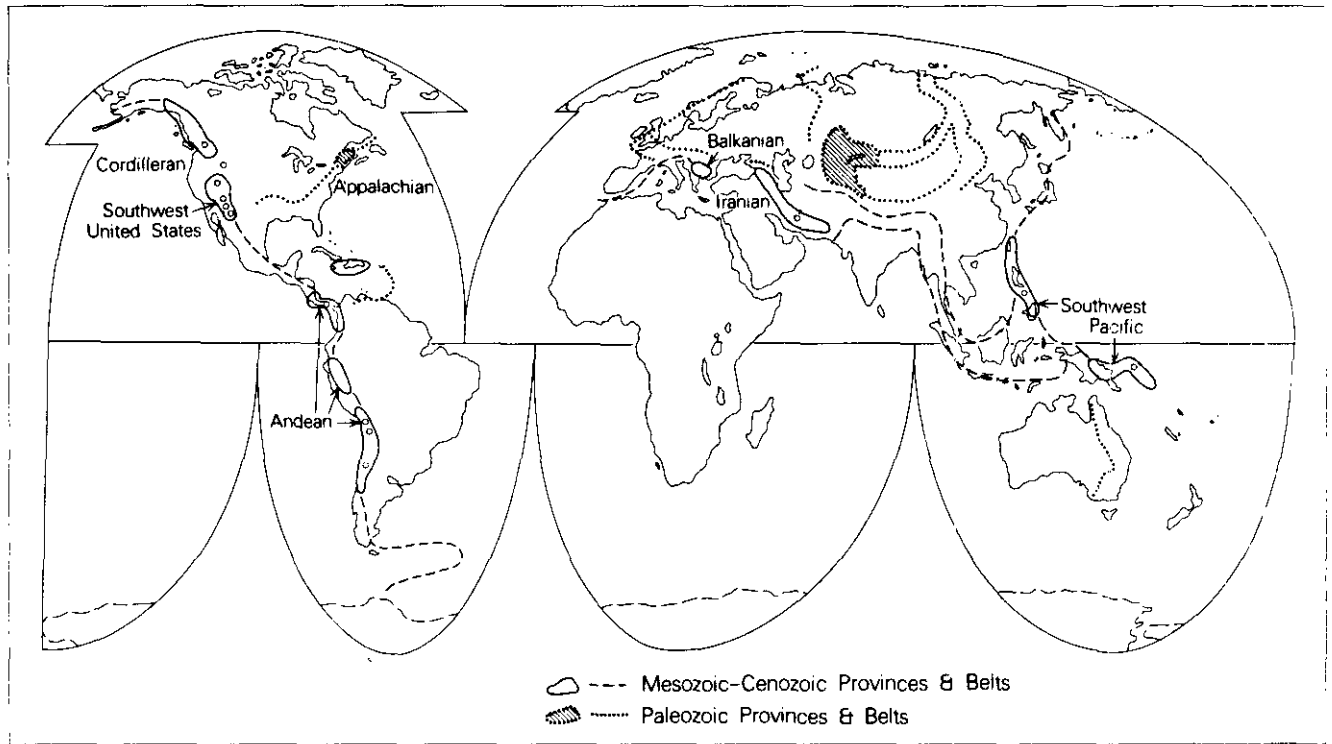 Cordilleran
Southwest
United States
Appalachian
Andean
Balkanian
Iranian
Southwest
Pacific
Mesozoic-Cenozoic Provinces & Belts
Paleozoic Provinces & Belts